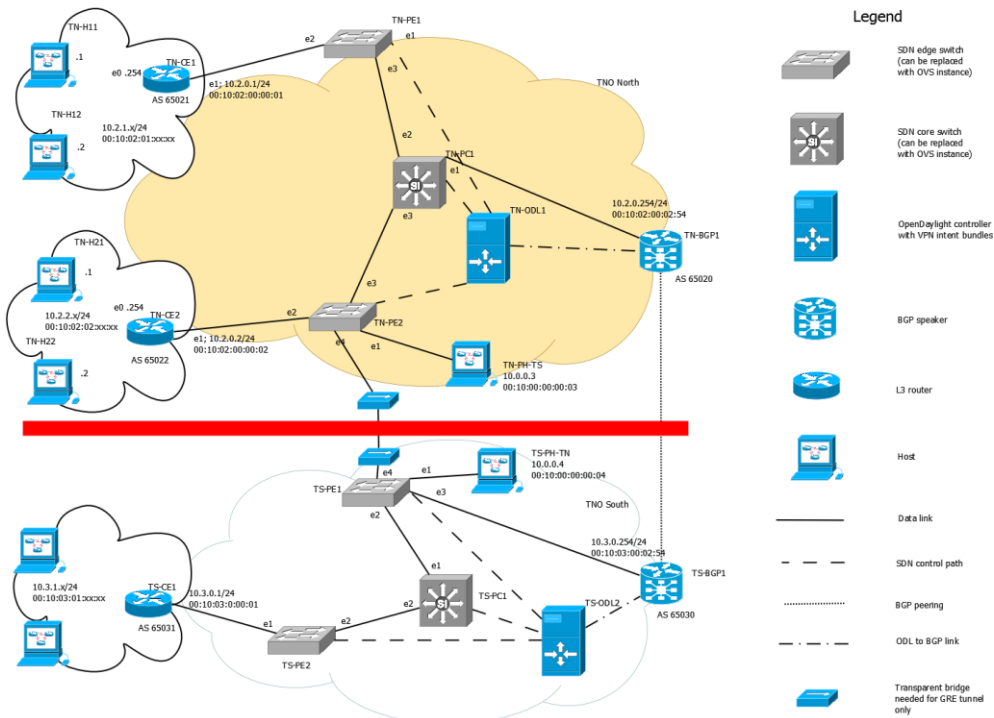 TN-H11
.1
e0 .254
TN-CE1
AS 65021
TN-H12
10.2.1.x/24
00:10:02:01:xx:xx
.2
e1; 10.2.0.1/24
00:10:02:00:00:01
TN-PE1
e2
e1
e3
TNO North
e2
TN-PC1
e1
e3
TN-ODL1
10.2.0.254/24
00:10:02:00:02:54
TN-BGP1
AS 65020
TN-H21
.1
10.2.2.x/24
00:10:02:02:xx:xx
e0 .254
TN-CE2
TN-H22
AS 65022
.2
e1; 10.2.0.2/24
00:10:02:00:00:02
e3
e2
TN-PE2
e4
e1
TN-PH-TS
10.0.0.3
00:10:00:00:00:03
TS-PH-TN
10.0.0.4
00:10:00:00:00:04
e4
e1
TS-PE1
e3
e2
TNO South
10.3.0.254/24
00:10:03:00:02:54
TS-BGP1
AS 65030
e1
TS-PC1
e2
TS-ODL2
10.3.1.x/24
00:10:03:01:xx:xx
TS-CE1
AS 65031
10.3.0.1/24
00:10:03:0:00:01
e1
e2
TS-PE2
Legend
SDN edge switch
(can be replaced
with OVS instance)
SDN core switch
(can be replaced
with OVS instance)
OpenDaylight controller
with VPN intent bundles
BGP speaker
L3 router
Host
Data link
SDN control path
BGP peering
ODL to BGP link
Transparent bridge
needed for GRE tunnel
only
SI
SI